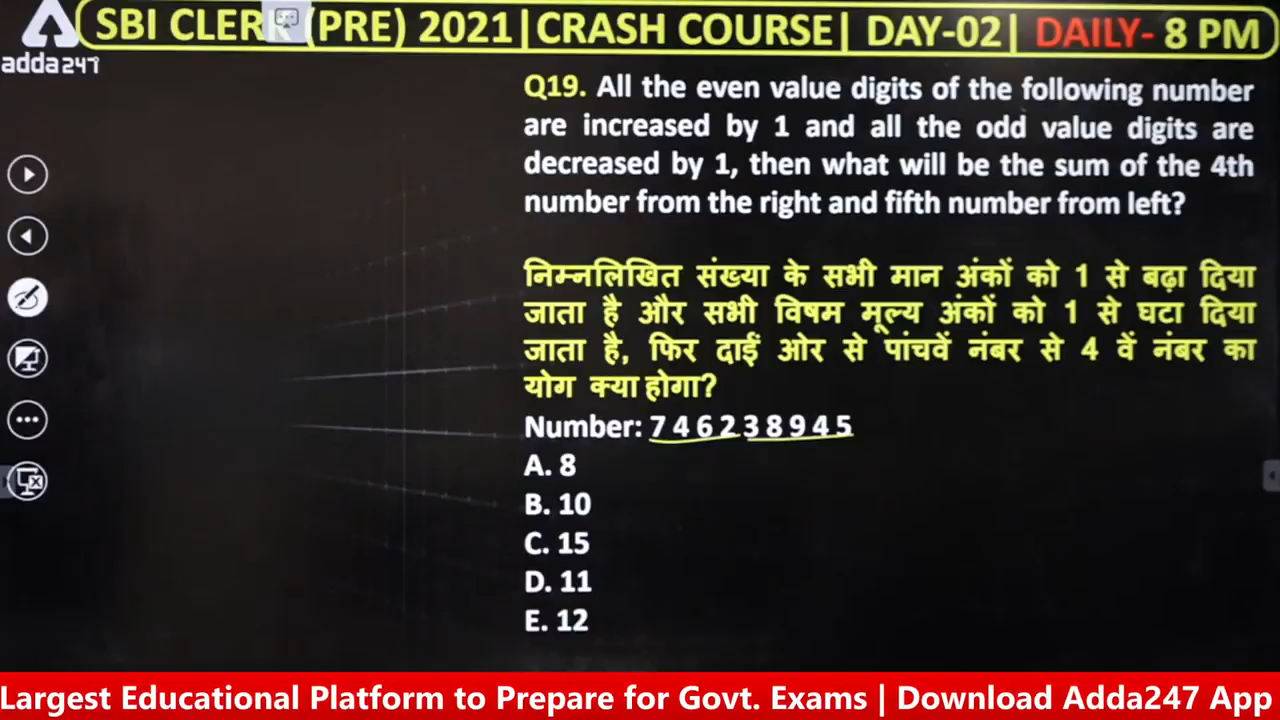 SBI CLERK (PRE) 2021|CRASH COURSE| DAY-02| DAILY- 8 PM
adda247
Q19. All the even value digits of the following number
are increased by 1 and all the odd value digits are
decreased by 1, then what will be the sum of the 4th
number from the right and fifth number from left?
निम्नलिखित संख्या के सभी मान अंकों को 1 से बढ़ा दिया
जाता है और सभी विषम मूल्य अंकों को 1 से घटा दिया
जाता है, फिर दाईं ओर से पांचवें नंबर से 4 वें नंबर का
योग क्या होगा?
Number: 7 4 6 2 3 8 9 4 5
A. 8
B. 10
C. 15
D. 11
E. 12
Largest Educational Platform to Prepare for Govt. Exams | Download Adda247 App